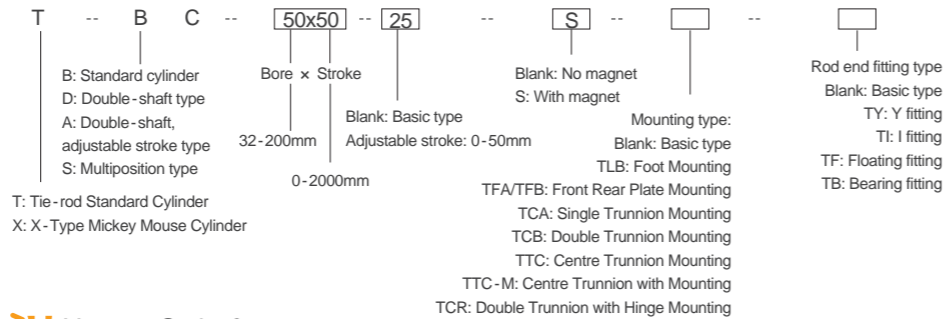 T -- B C -- 50x50 -- 25 -- S -- --
B: Standard cylinder
D: Double-shaft type
A: Double-shaft,
adjustable stroke type
S: Multiposition type
T: Tie-rod Standard Cylinder
X: X-Type Mickey Mouse Cylinder
Bore × Stroke
32-200mm
0-2000mm
Blank: Basic type
Adjustable stroke: 0-50mm
Blank: No magnet
S: With magnet
Mounting type:
Blank: Basic type
TLB: Foot Mounting
TFA/TFB: Front Rear Plate Mounting
TCA: Single Trunnion Mounting
TCB: Double Trunnion Mounting
TTC: Centre Trunnion Mounting
TTC-M: Centre Trunnion with Mounting
TCR: Double Trunnion with Hinge Mounting
Rod end fitting type
Blank: Basic type
TY: Y fitting
TI: I fitting
TF: Floating fitting
TB: Bearing fitting